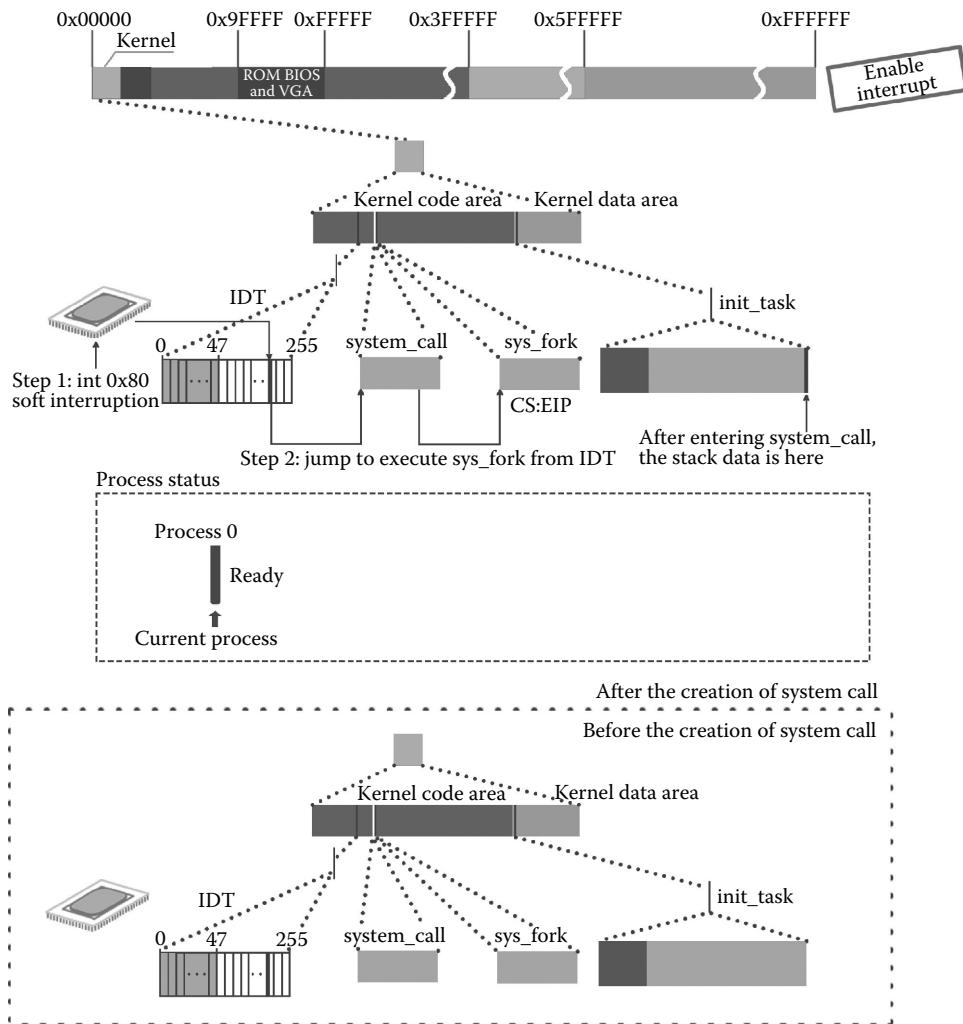 0x00000 0x9FFFF 0xFFFFF 0x3FFFFF 0x5FFFFF 0xFFFFFF
Kernel
ROM BIOS
and VGA
Enable
interrupt
Kernel code area Kernel data area
IDT
init_task
0 47 255 system_call sys_fork
...
...
Step 1: int 0x80
soft interruption
CS:EIP
After entering system_call,
the stack data is here
Step 2: jump to execute sys_fork from IDT
Process status
Process 0
Ready
Current process
After the creation of system call
Before the creation of system call
Kernel code area Kernel data area
IDT
init_task
0 47 255 system_call sys_fork
...
...